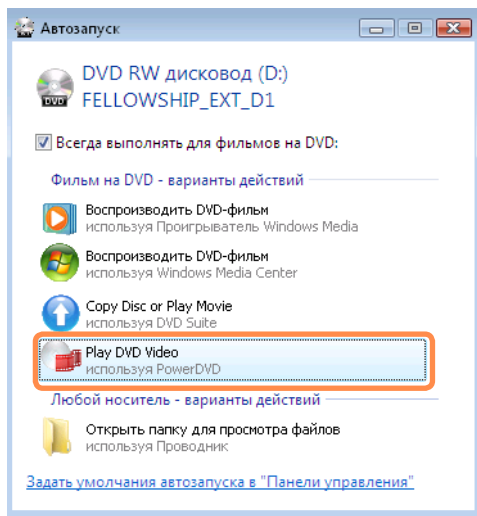 Автозапуск
DVD RW дисковод (D:)
FELLOWSHIP_EXT_D1
Всегда выполнять для фильмов на DVD:
Фильм на DVD - варианты действий
Воспроизводить DVD-фильм
используя Проигрыватель Windows Media
Воспроизводить DVD-фильм
используя Windows Media Center
Copy Disc or Play Movie
используя DVD Suite
Play DVD Video
используя PowerDVD
Любой носитель - варианты действий
Открыть папку для просмотра файлов
используя Проводник
Задать умолчания автозапуска в "Панели управления"